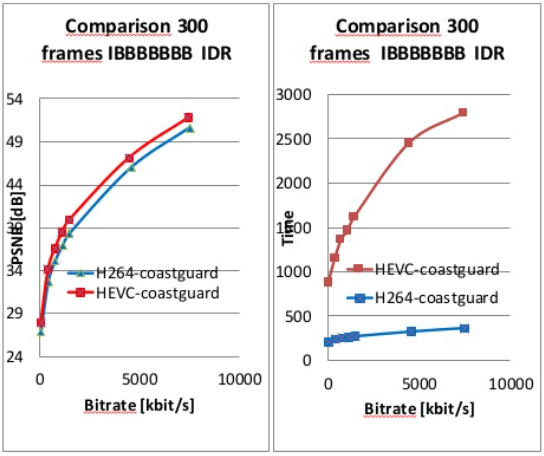 Comparison 300
frames IBBBBBBB IDR
54
49
44
39
34
29
24
PSNR [dB]
H264-coastguard
HEVC-coastguard
0
5000
10000
Bitrate [kbit/s]
Comparison 300
frames IBBBBBBB IDR
3000
2500
2000
1500
1000
500
0
Time
HEVC-coastguard
H264-coastguard
0
5000
10000
Bitrate [kbit/s]